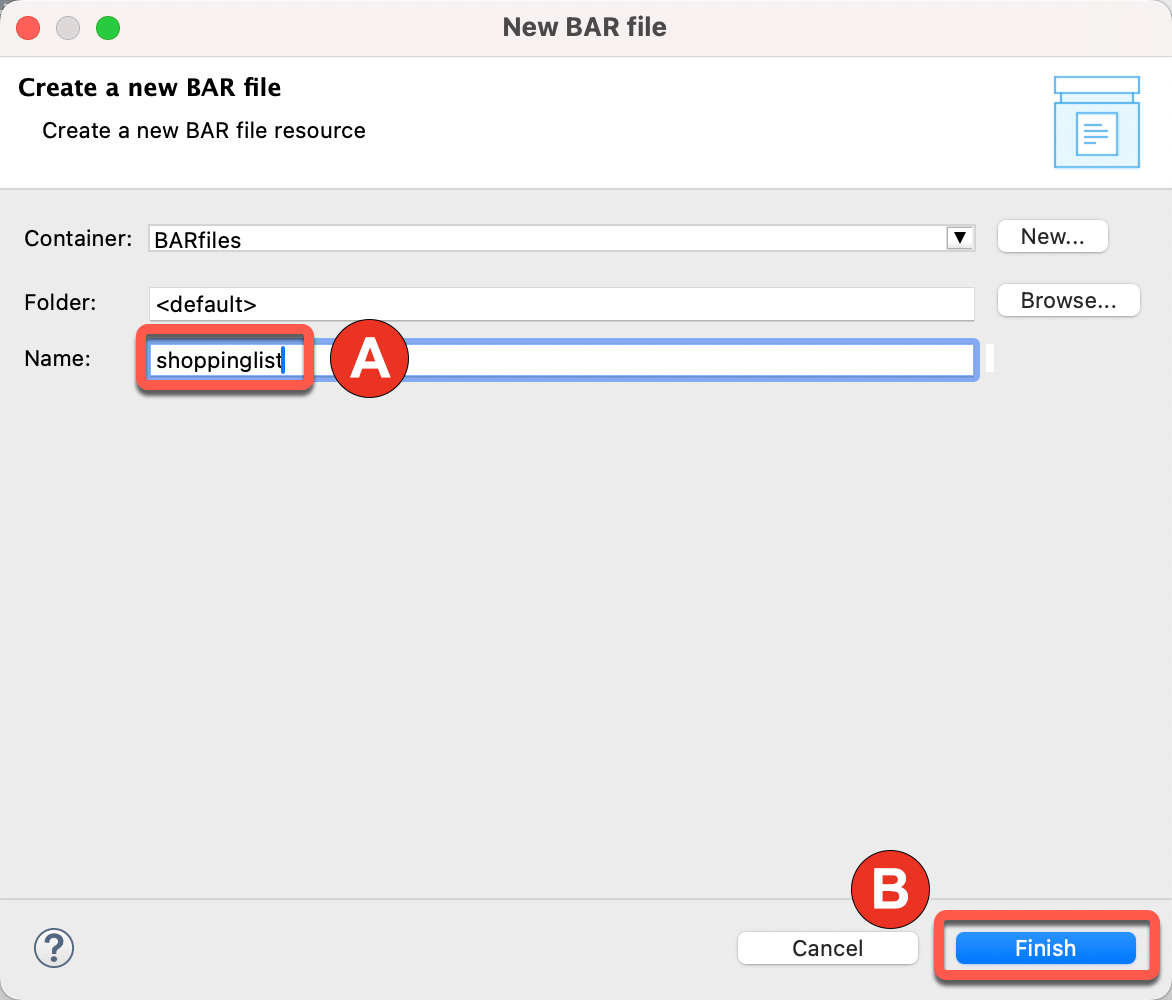 New BAR file
Create a new BAR file
Create a new BAR file resource
Container: BARfiles ▼ New...
Folder: <default> Browse...
Name: shoppinglist A
B
? Cancel Finish